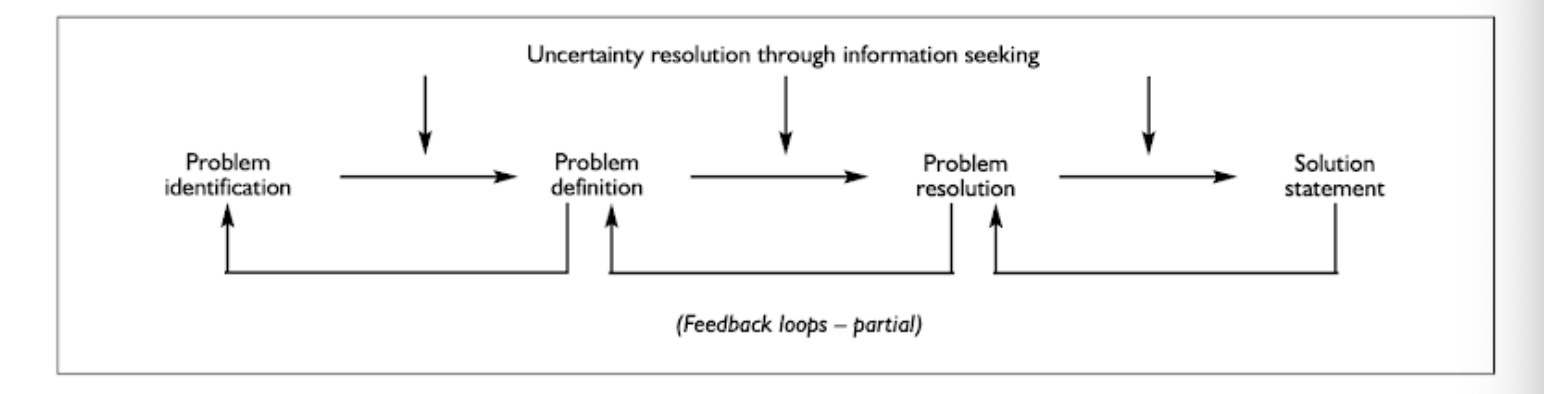 Uncertainty resolution through information seeking
Problem
identification
Problem
definition
Problem
resolution
Solution
statement
(Feedback loops – partial)